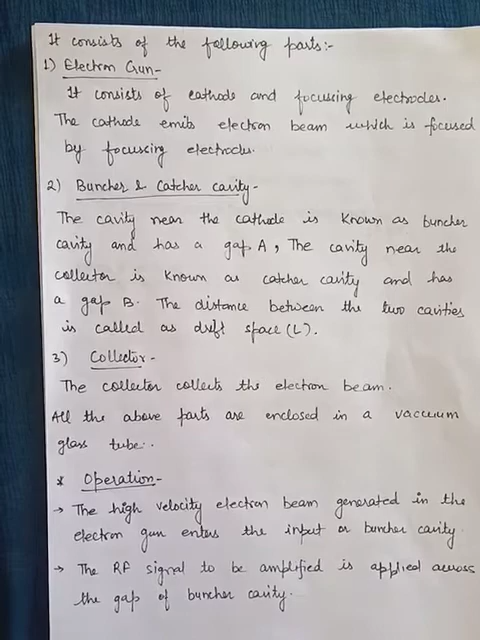 It consists of the following parts:-
1) Electron Gun-
It consists of cathode and focussing electrodes.
The cathode emits electron beam which is focused
by focussing electrodes.
2) Buncher & Catcher cavity-
The cavity near the cathode is known as buncher
cavity and has a gap A, The cavity near the
collector is known as catcher cavity and has
a gap B. The distance between the two cavities
is called as drift space (L).
3) Collector-
The collector collects the electron beam.
All the above parts are enclosed in a vacuum
glass tube.
* Operation-
→ The high velocity electron beam generated in the
electron gun enters the input or buncher cavity.
→ The RF signal to be amplified is applied across
the gap of buncher cavity.